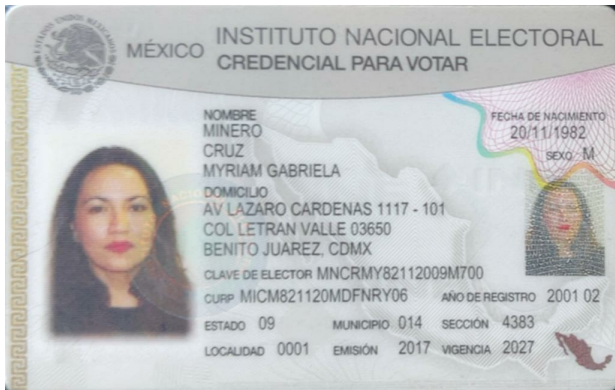 MÉXICO
INSTITUTO NACIONAL ELECTORAL
CREDENCIAL PARA VOTAR
NOMBRE
MINERO
CRUZ
MYRIAM GABRIELA
FECHA DE NACIMIENTO
20/11/1982
SEXO M
DOMICILIO
AV LAZARO CARDENAS 1117 - 101
COL LETRAN VALLE 03650
BENITO JUAREZ, CDMX
CLAVE DE ELECTOR MNCRMY82112009M700
CURP MICM821120MDFNRY06 AÑO DE REGISTRO 2001 02
ESTADO 09 MUNICIPIO 014 SECCIÓN 4383
LOCALIDAD 0001 EMISIÓN 2017 VIGENCIA 2027